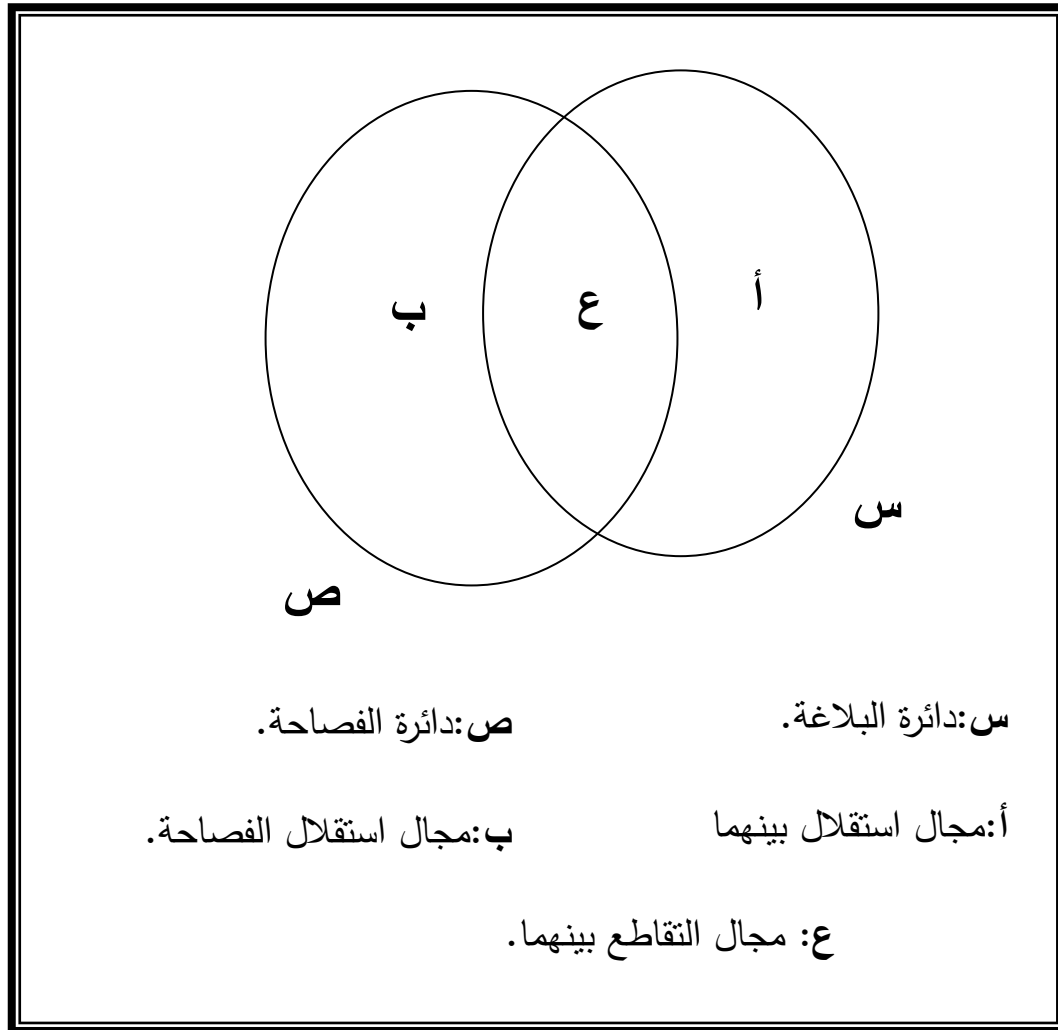 أ
ع
ب
س
ص
س:دائرة البلاغة. ص:دائرة الفصاحة.
أ:مجال استقلال بينهما ب:مجال استقلال الفصاحة.
ع: مجال التقاطع بينهما.